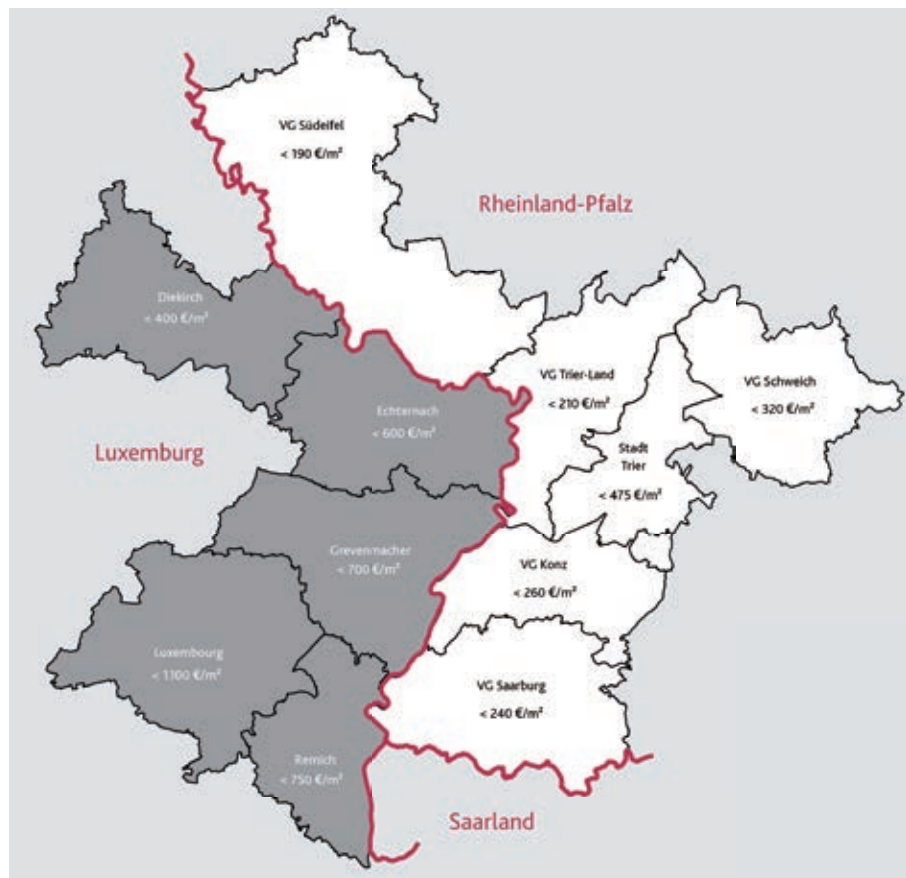 VG Südeifel
< 190 €/m²
Rheinland-Pfalz
Diekirch
< 400 €/m²
VG Trier-Land
< 210 €/m²
VG Schweich
< 320 €/m²
Echternach
< 600 €/m²
Luxemburg
Stadt
Trier
< 475 €/m²
Grevenmacher
< 700 €/m²
VG Konz
< 260 €/m²
Luxembourg
< 1100 €/m²
VG Saarburg
< 240 €/m²
Remich
< 750 €/m²
Saarland